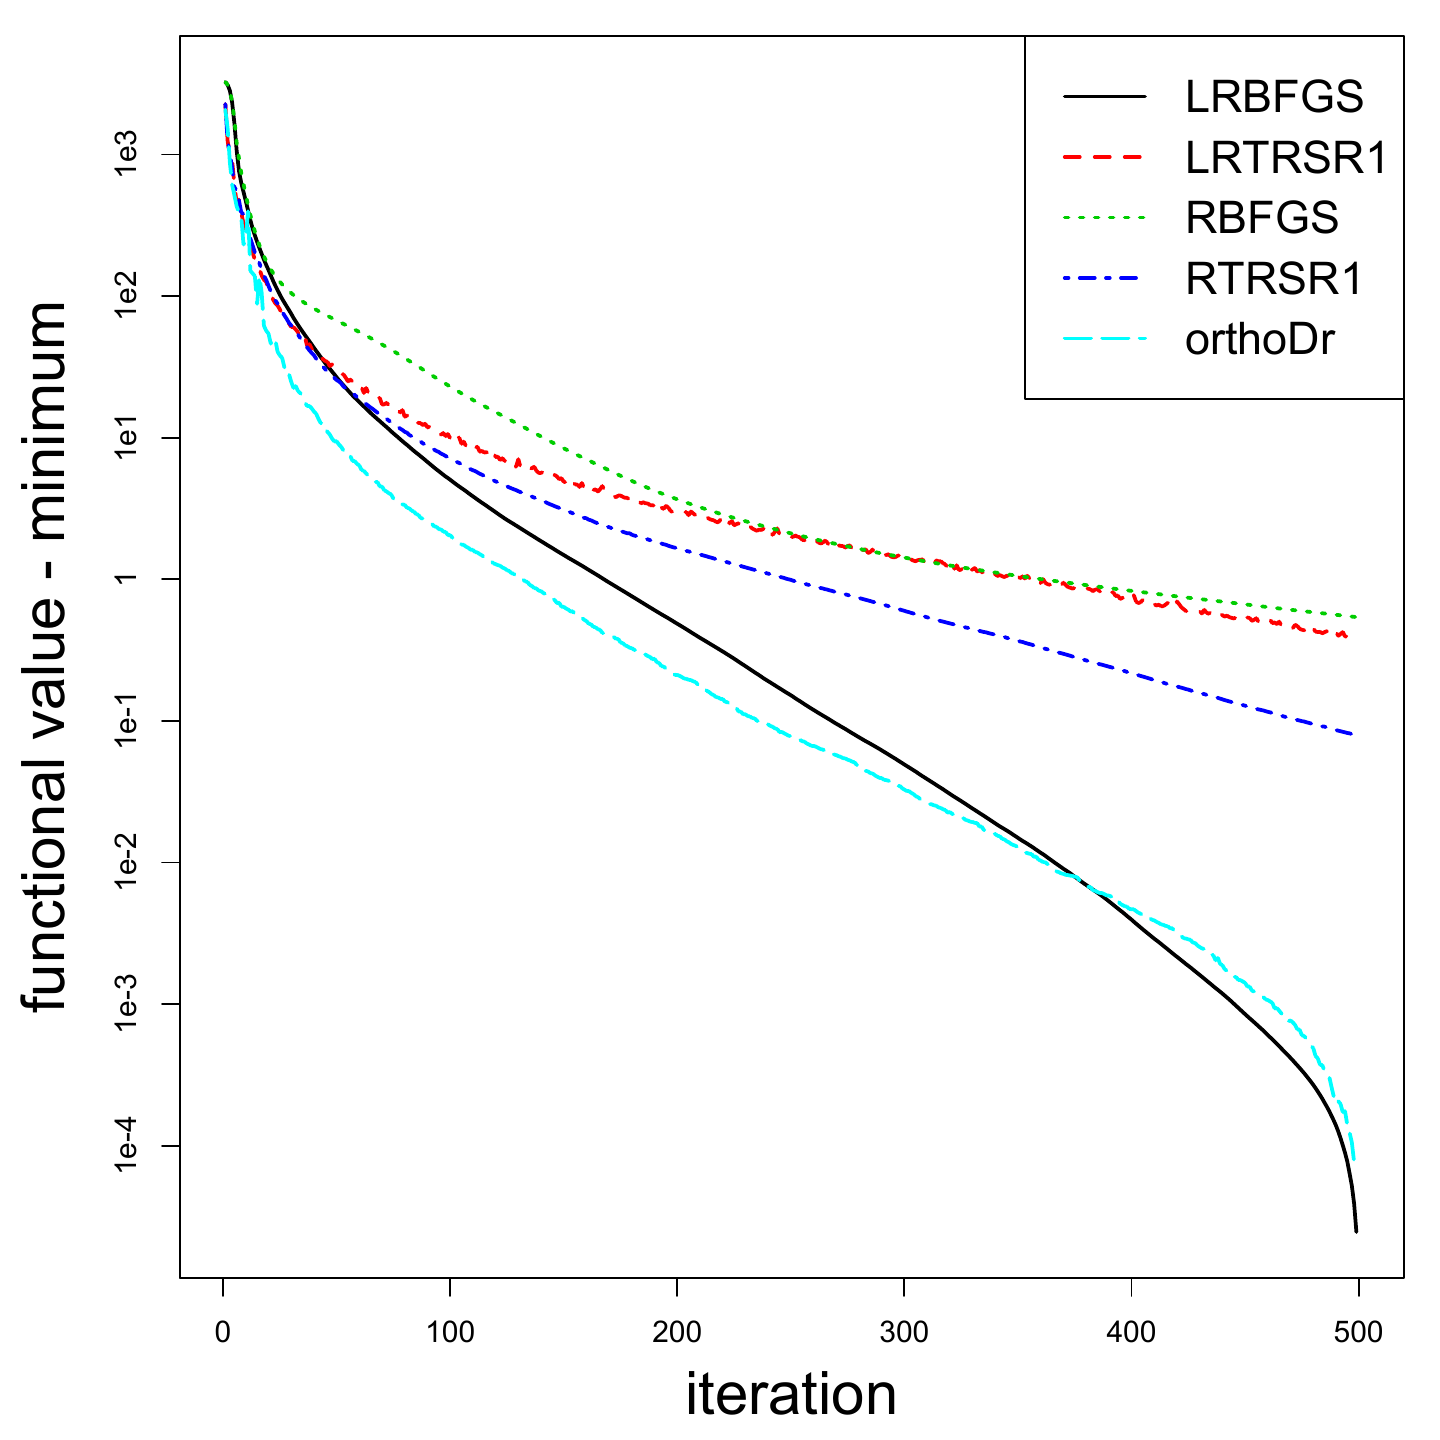 LRBFGS
LRTRSR1
RBFGS
RTRSR1
orthoDr
functional value - minimum
1e3
1e2
1e1
1
1e-1
1e-2
1e-3
1e-4
0 100 200 300 400 500
iteration